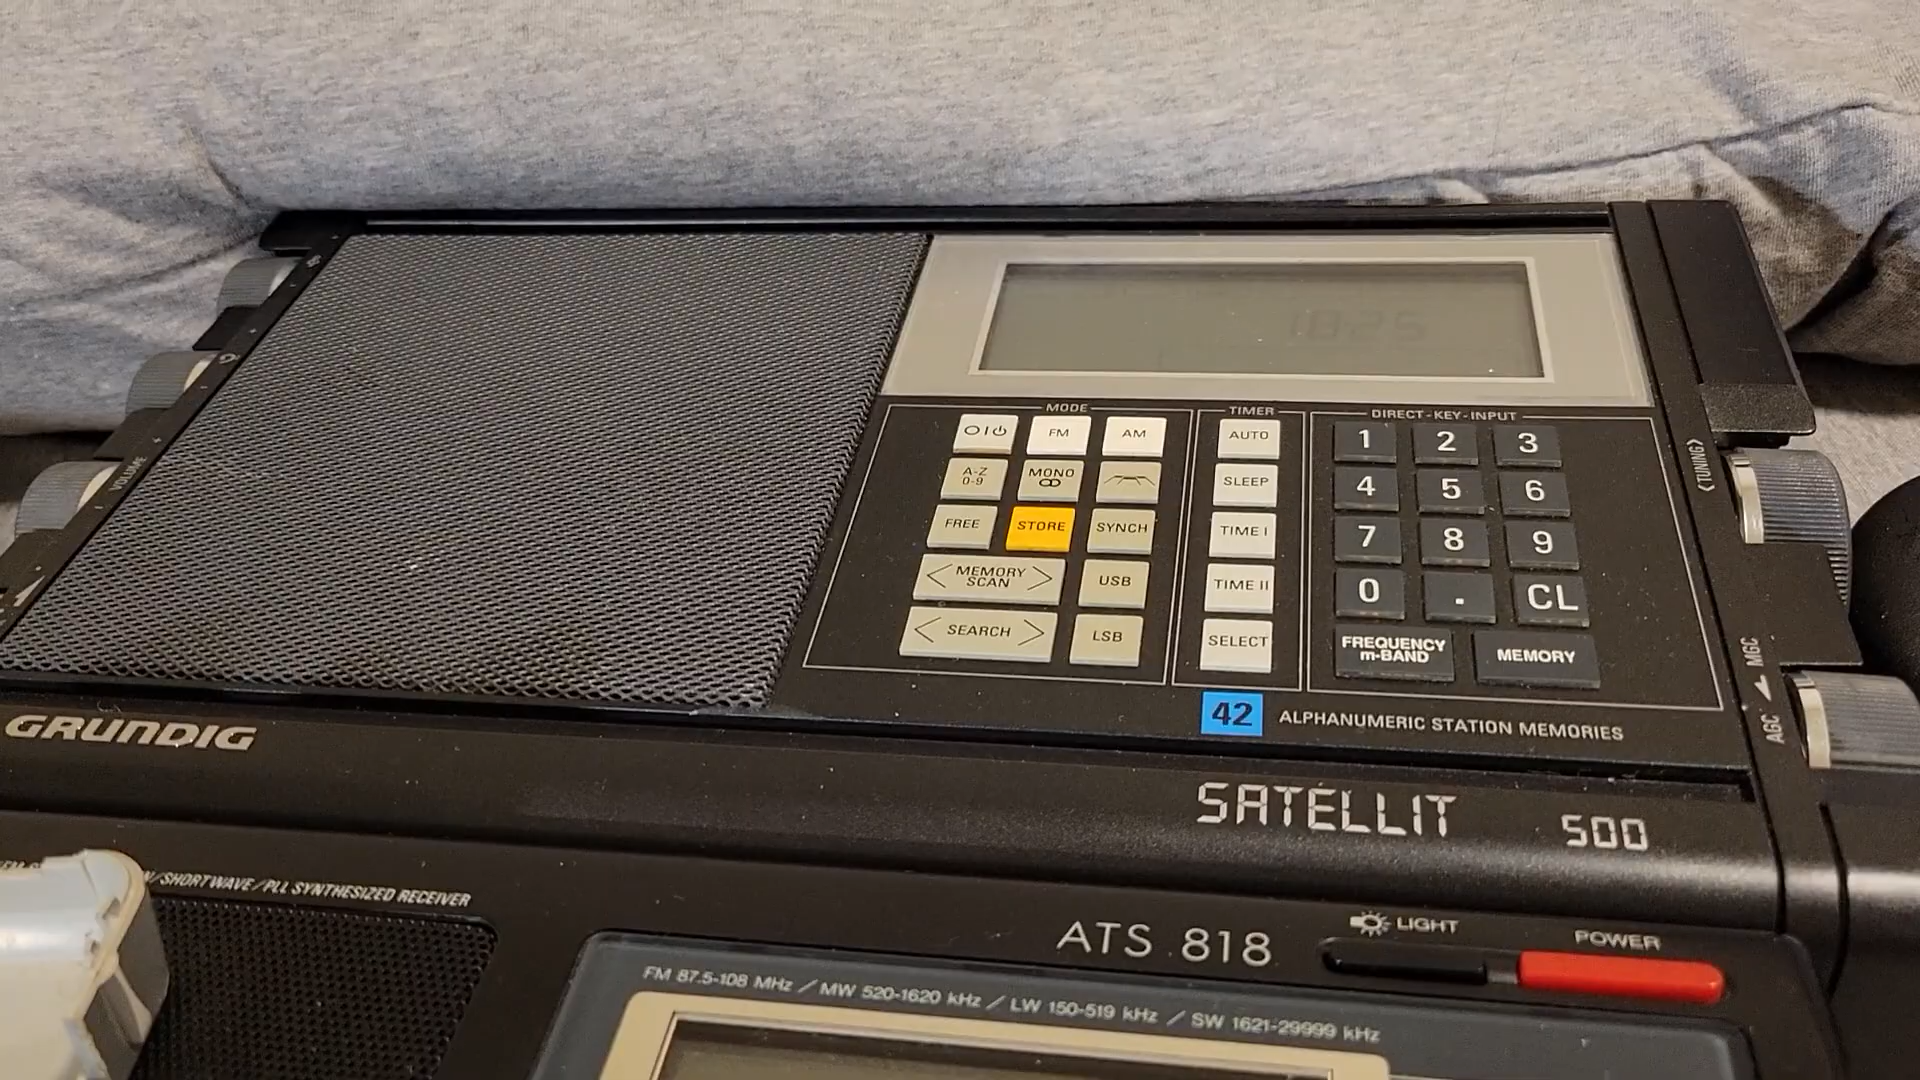 1825
MODE
TIMER
DIRECT-KEY-INPUT
FM
AM
AUTO
1
2
3
A-Z
0-9
MONO
SLEEP
4
5
6
FREE
STORE
SYNCH
TIME I
7
8
9
MEMORY
SCAN
USB
TIME II
0
.
CL
SEARCH
LSB
SELECT
FREQUENCY
m-BAND
MEMORY
VOLUME
<TUNING>
MGC
AGC
42 ALPHANUMERIC STATION MEMORIES
GRUNDIG
SATELLIT 500
/SHORTWAVE/PLL SYNTHESIZED RECEIVER
ATS 818
LIGHT
POWER
FM 87.5-108 MHz / MW 520-1620 kHz / LW 150-519 kHz / SW 1621-29999 kHz